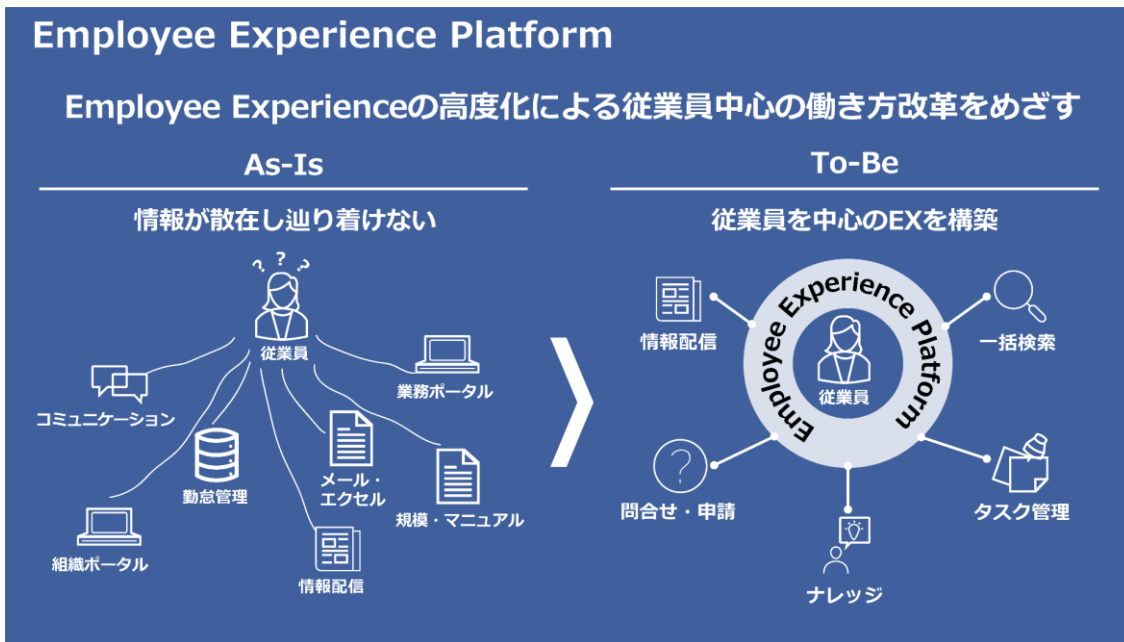 Employee Experience Platform
Employee Experienceの高度化による従業員中心の働き方改革をめざす
As-Is
情報が散在し辿り着けない
? ? ?
従業員
業務ポータル
コミュニケーション
勤怠管理
メール・
エクセル
規模・マニュアル
組織ポータル
情報配信
To-Be
従業員を中心のEXを構築
Employee Experience Platform
従業員
情報配信
一括検索
?
問合せ・申請
タスク管理
ナレッジ